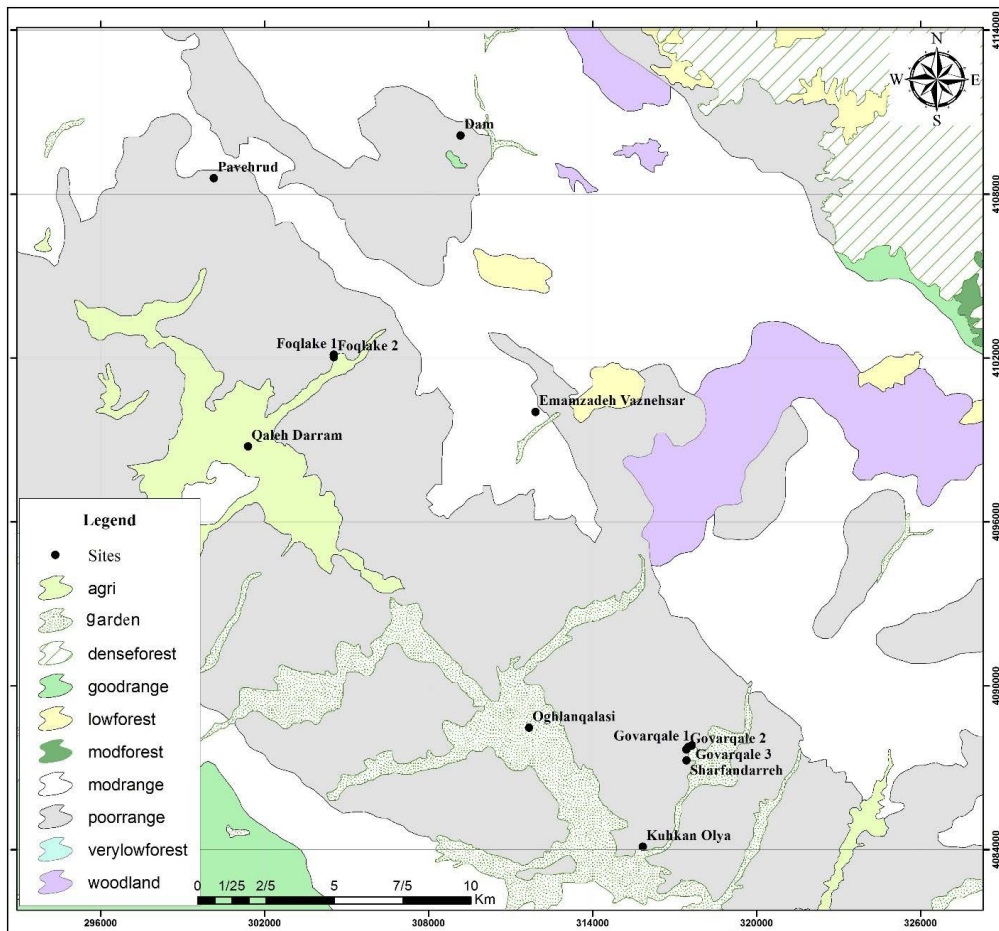 4114000
N
W E
S
Dam
Pavehrud
4108000
Foqlake 1 Foqlake 2
4102000
Emamzadeh Vaznehsar
Qaleh Darram
4096000
Legend
Sites
agri
garden
denseforest
goodrange
lowforest
modforest
modrange
poorrange
verylowforest
woodland
4090000
Oghlanqalasi
Govarqale 1 Govarqale 2
Govarqale 3
Sharfandarreh
Kuhkan Olya
4084000
0 1/25 2/5 5 7/5 10
Km
296000 302000 308000 314000 320000 326000